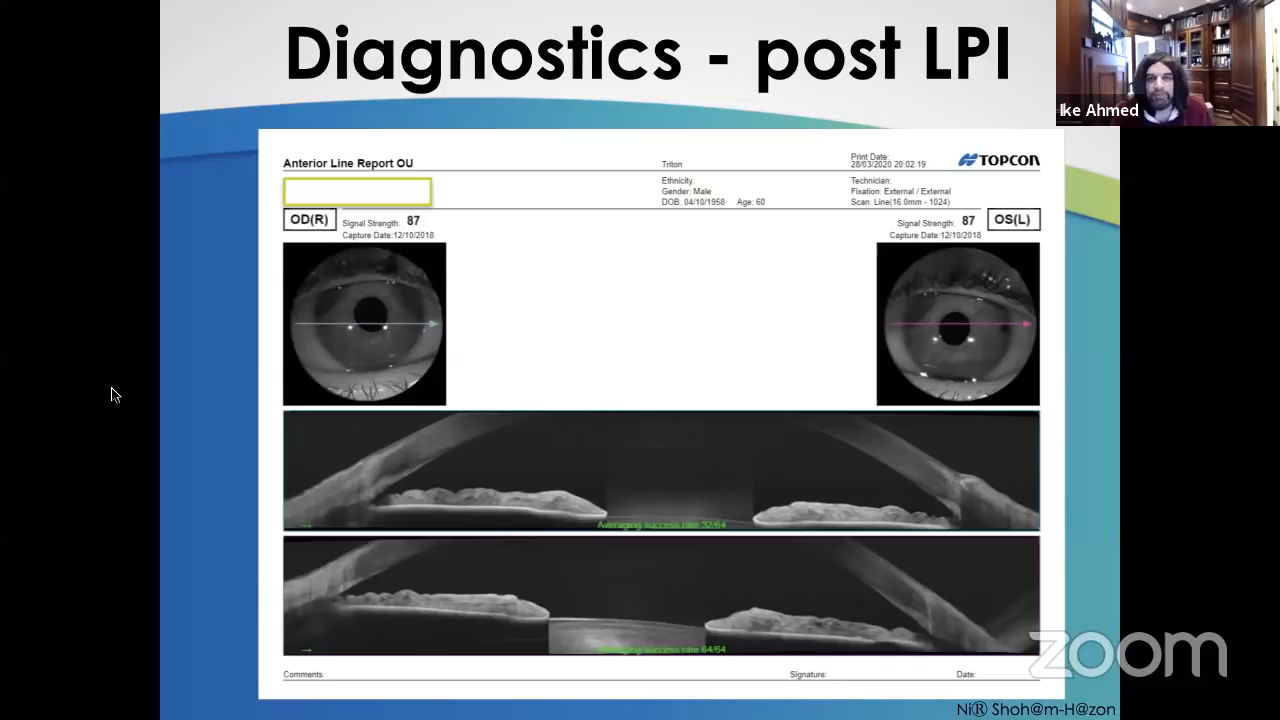 Diagnostics - post LPI
Ike Ahmed
Anterior Line Report OU
Triton
Print Date:
28/03/2020 20:02:19
TOPCON
Ethnicity:
Gender: Male
DOB: 04/10/1958 Age: 60
Technician:
Fixation: External / External
Scan: Line(16.0mm - 1024)
OD(R)
Signal Strength: 87
Capture Date:12/10/2018
Signal Strength: 87
Capture Date:12/10/2018
OS(L)
Averaging success rate 32/64
Averaging success rate 64/64
Comments:
Signature:
Date:
zoom
Ni® Shoh@m-H@zon